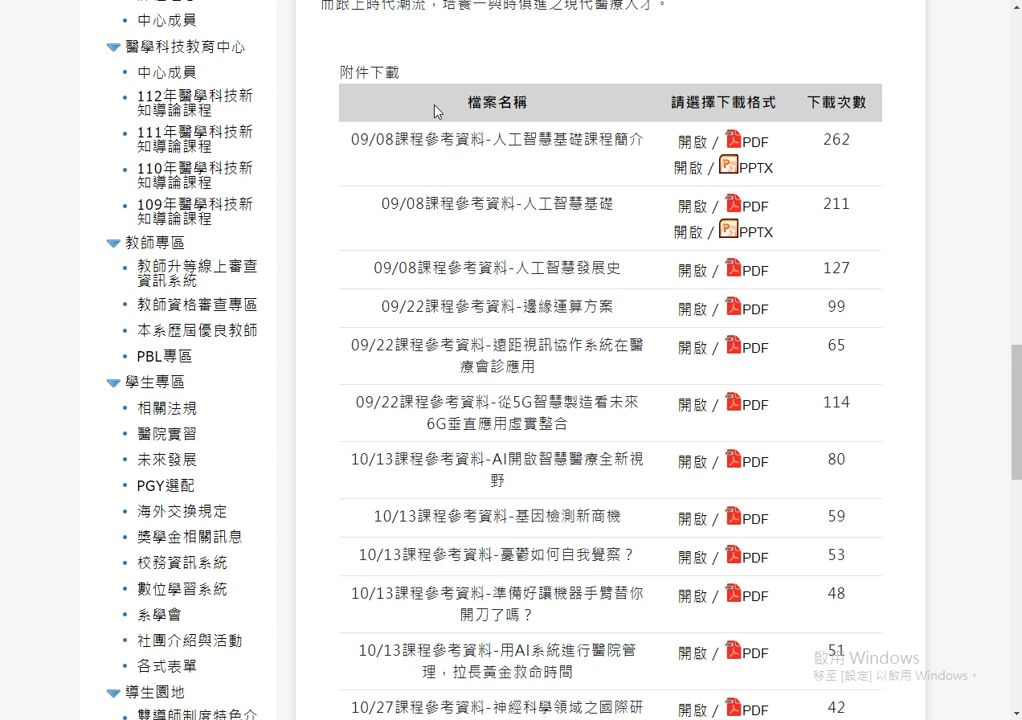 中心成員
醫學科技教育中心
中心成員
112年醫學科技新
知導論課程
111年醫學科技新
知導論課程
110年醫學科技新
知導論課程
109年醫學科技新
知導論課程
教師專區
教師升等線上審查
資訊系統
教師資格審查專區
本系歷屆優良教師
PBL專區
學生專區
相關法規
醫院實習
未來發展
PGY選配
海外交換規定
獎學金相關訊息
校務資訊系統
數位學習系統
系學會
社團介紹與活動
各式表單
導生園地
雙導師制度特色介
而跟上時代潮流，培養一與時俱進之現代醫療人才。
附件下載
檔案名稱 請選擇下載格式 下載次數
09/08課程參考資料-人工智慧基礎課程簡介 開啟 / PDF 262
開啟 / PPTX
09/08課程參考資料-人工智慧基礎 開啟 / PDF 211
開啟 / PPTX
09/08課程參考資料-人工智慧發展史 開啟 / PDF 127
09/22課程參考資料-邊緣運算方案 開啟 / PDF 99
09/22課程參考資料-遠距視訊協作系統在醫 開啟 / PDF 65
療會診應用
09/22課程參考資料-從5G智慧製造看未來 開啟 / PDF 114
6G垂直應用虛實整合
10/13課程參考資料-AI開啟智慧醫療全新視 開啟 / PDF 80
野
10/13課程參考資料-基因檢測新商機 開啟 / PDF 59
10/13課程參考資料-憂鬱如何自我覺察？ 開啟 / PDF 53
10/13課程參考資料-準備好讓機器手臂替你 開啟 / PDF 48
開刀了嗎？
10/13課程參考資料-用AI系統進行醫院管 開啟 / PDF 51
理，拉長黃金救命時間
10/27課程參考資料-神經科學領域之國際研 開啟 / PDF 42
啟用 Windows
移至 [設定] 以啟用 Windows。